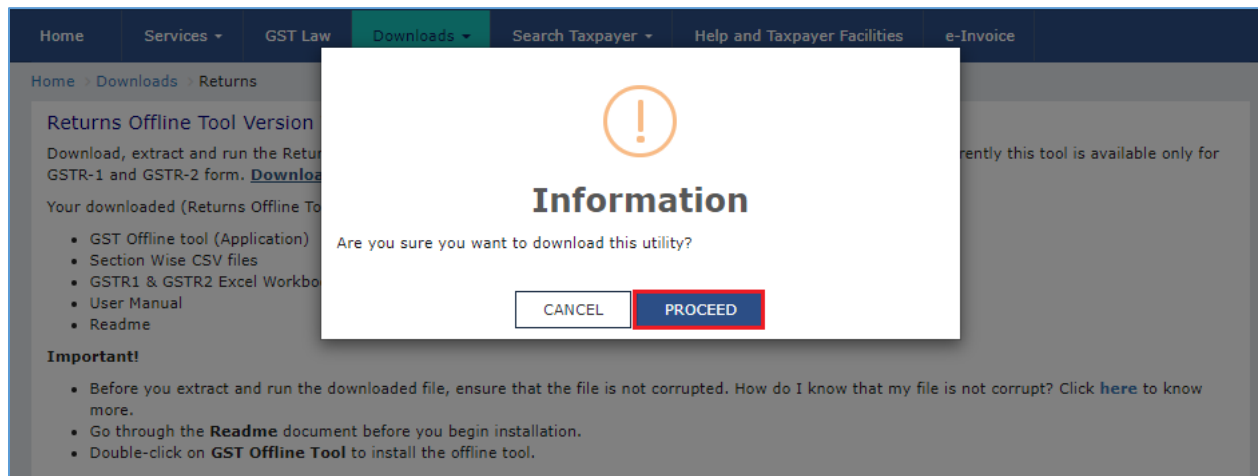 Home Services GST Law Downloads Search Taxpayer Help and Taxpayer Facilities e-Invoice
Home > Downloads > Returns
Returns Offline Tool Version
Download, extract and run the Retur rently this tool is available only for
GSTR-1 and GSTR-2 form. Downloa
Your downloaded (Returns Offline To
• GST Offline tool (Application)
• Section Wise CSV files
• GSTR1 & GSTR2 Excel Workbo
• User Manual
• Readme
!
Information
Are you sure you want to download this utility?
CANCEL PROCEED
Important!
• Before you extract and run the downloaded file, ensure that the file is not corrupted. How do I know that my file is not corrupt? Click here to know
more.
• Go through the Readme document before you begin installation.
• Double-click on GST Offline Tool to install the offline tool.